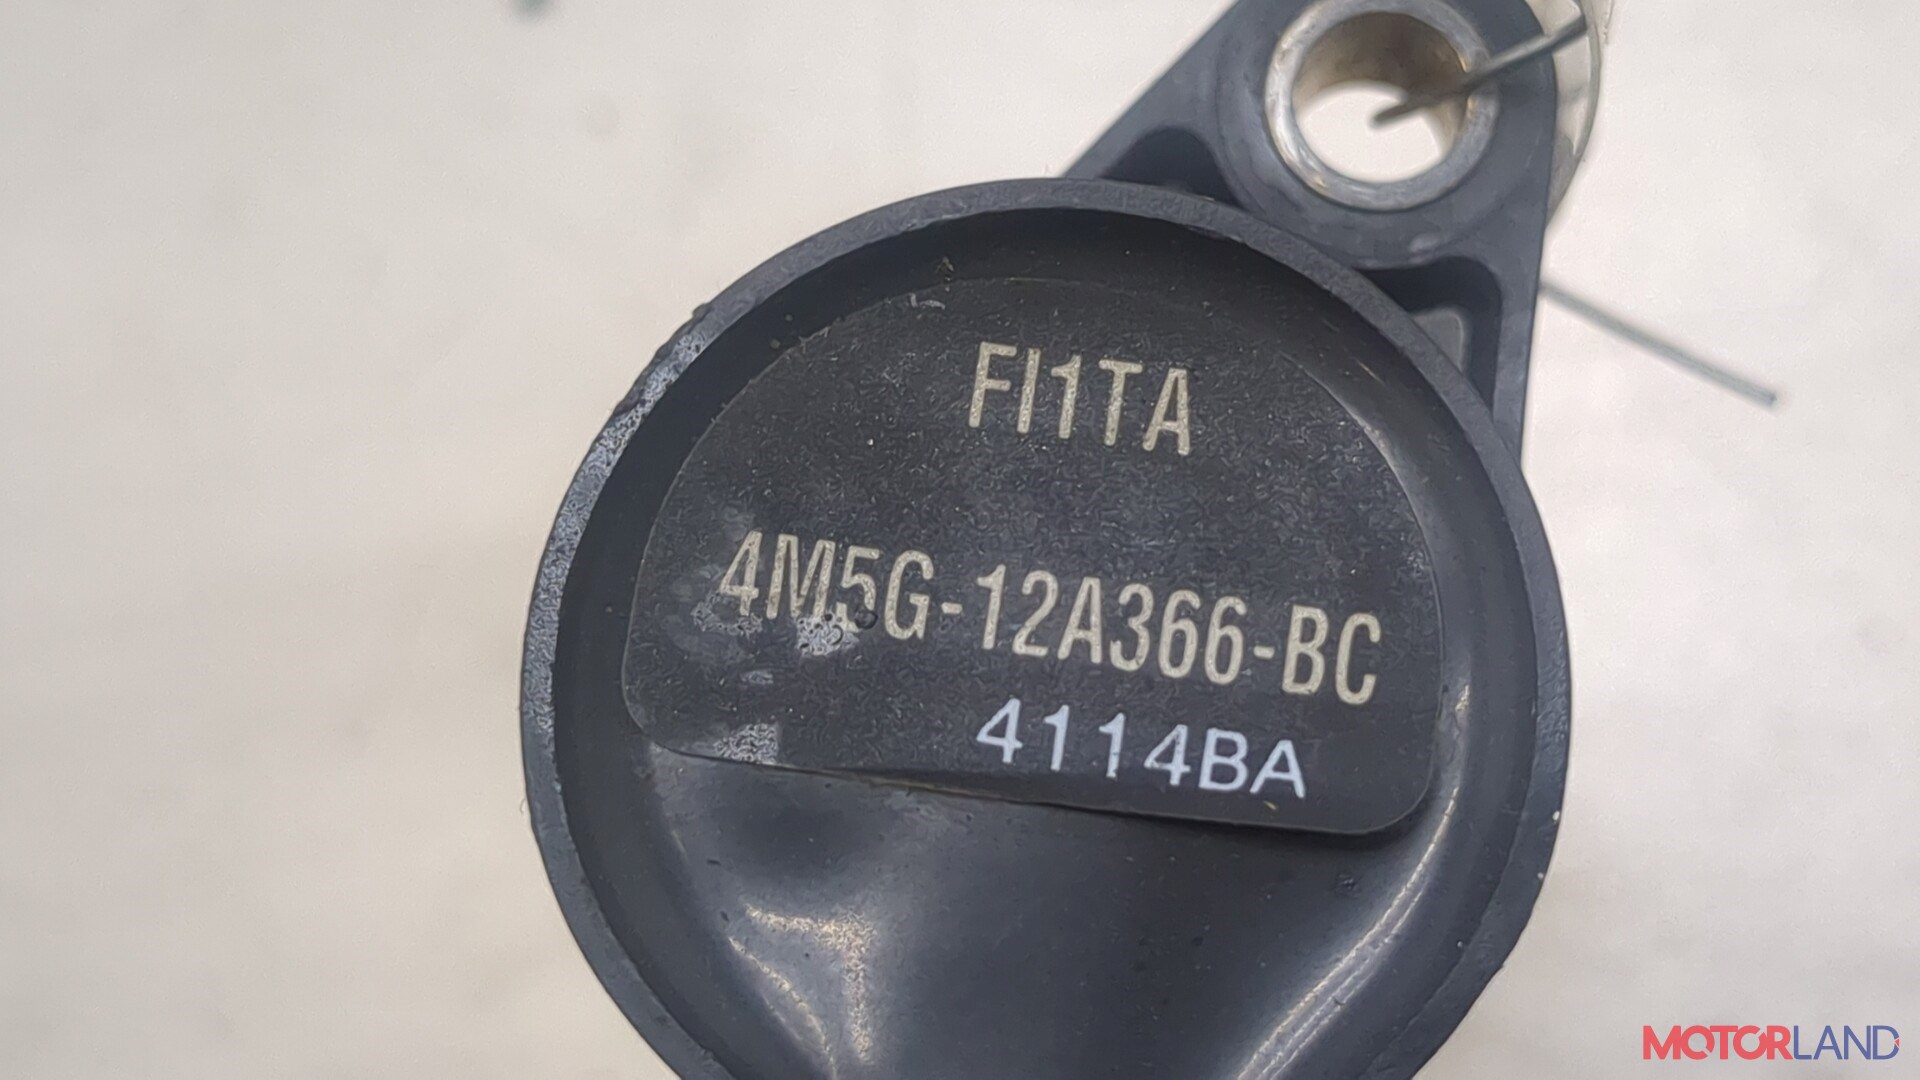 FI1TA
4M5G-12A366-BC
4114BA
MOTORLAND